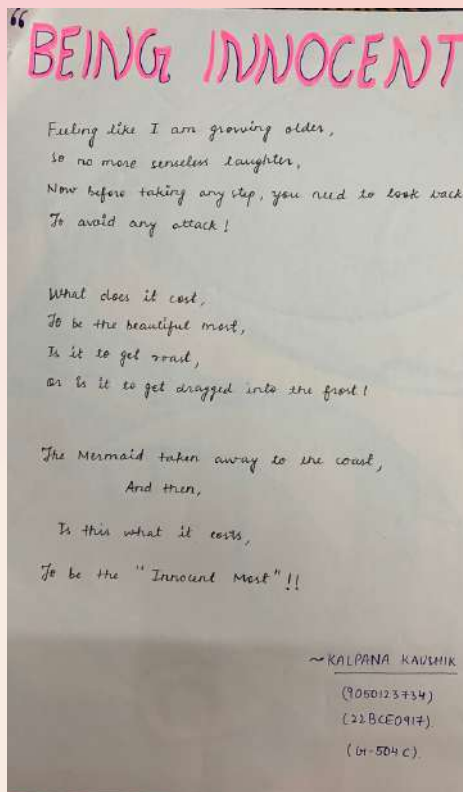 “BEING INNOCENT
Feeling like I am growing older,
So no more senseless laughter,
Now before taking any step, you need to look back
To avoid any attack!
What does it cost,
To be the beautiful most,
Is it to get roast,
or is it to get dragged into the frost!
The Mermaid taken away to the coast,
And then,
Is this what it costs,
To be the "Innocent Most"!!
~KALPANA KAUSHIK
(9050123734)
(22BCE0917)
(G-504C)